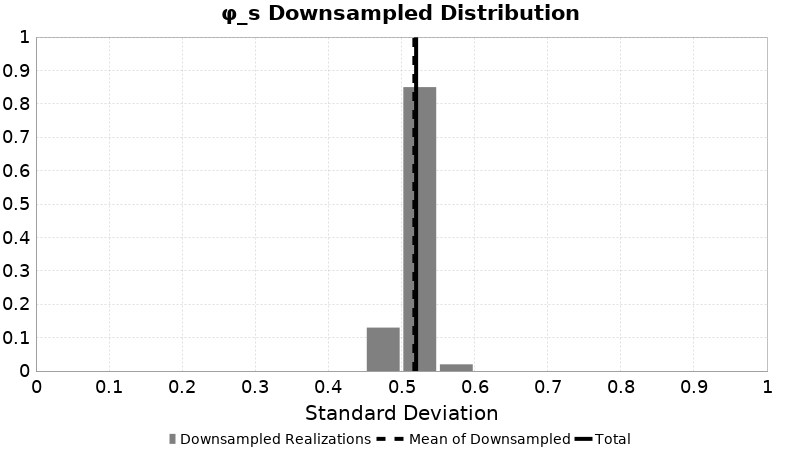 φ_s Downsampled Distribution
1
0.9
0.8
0.7
0.6
0.5
0.4
0.3
0.2
0.1
0
0 0.1 0.2 0.3 0.4 0.5 0.6 0.7 0.8 0.9 1
Standard Deviation
Downsampled Realizations Mean of Downsampled Total